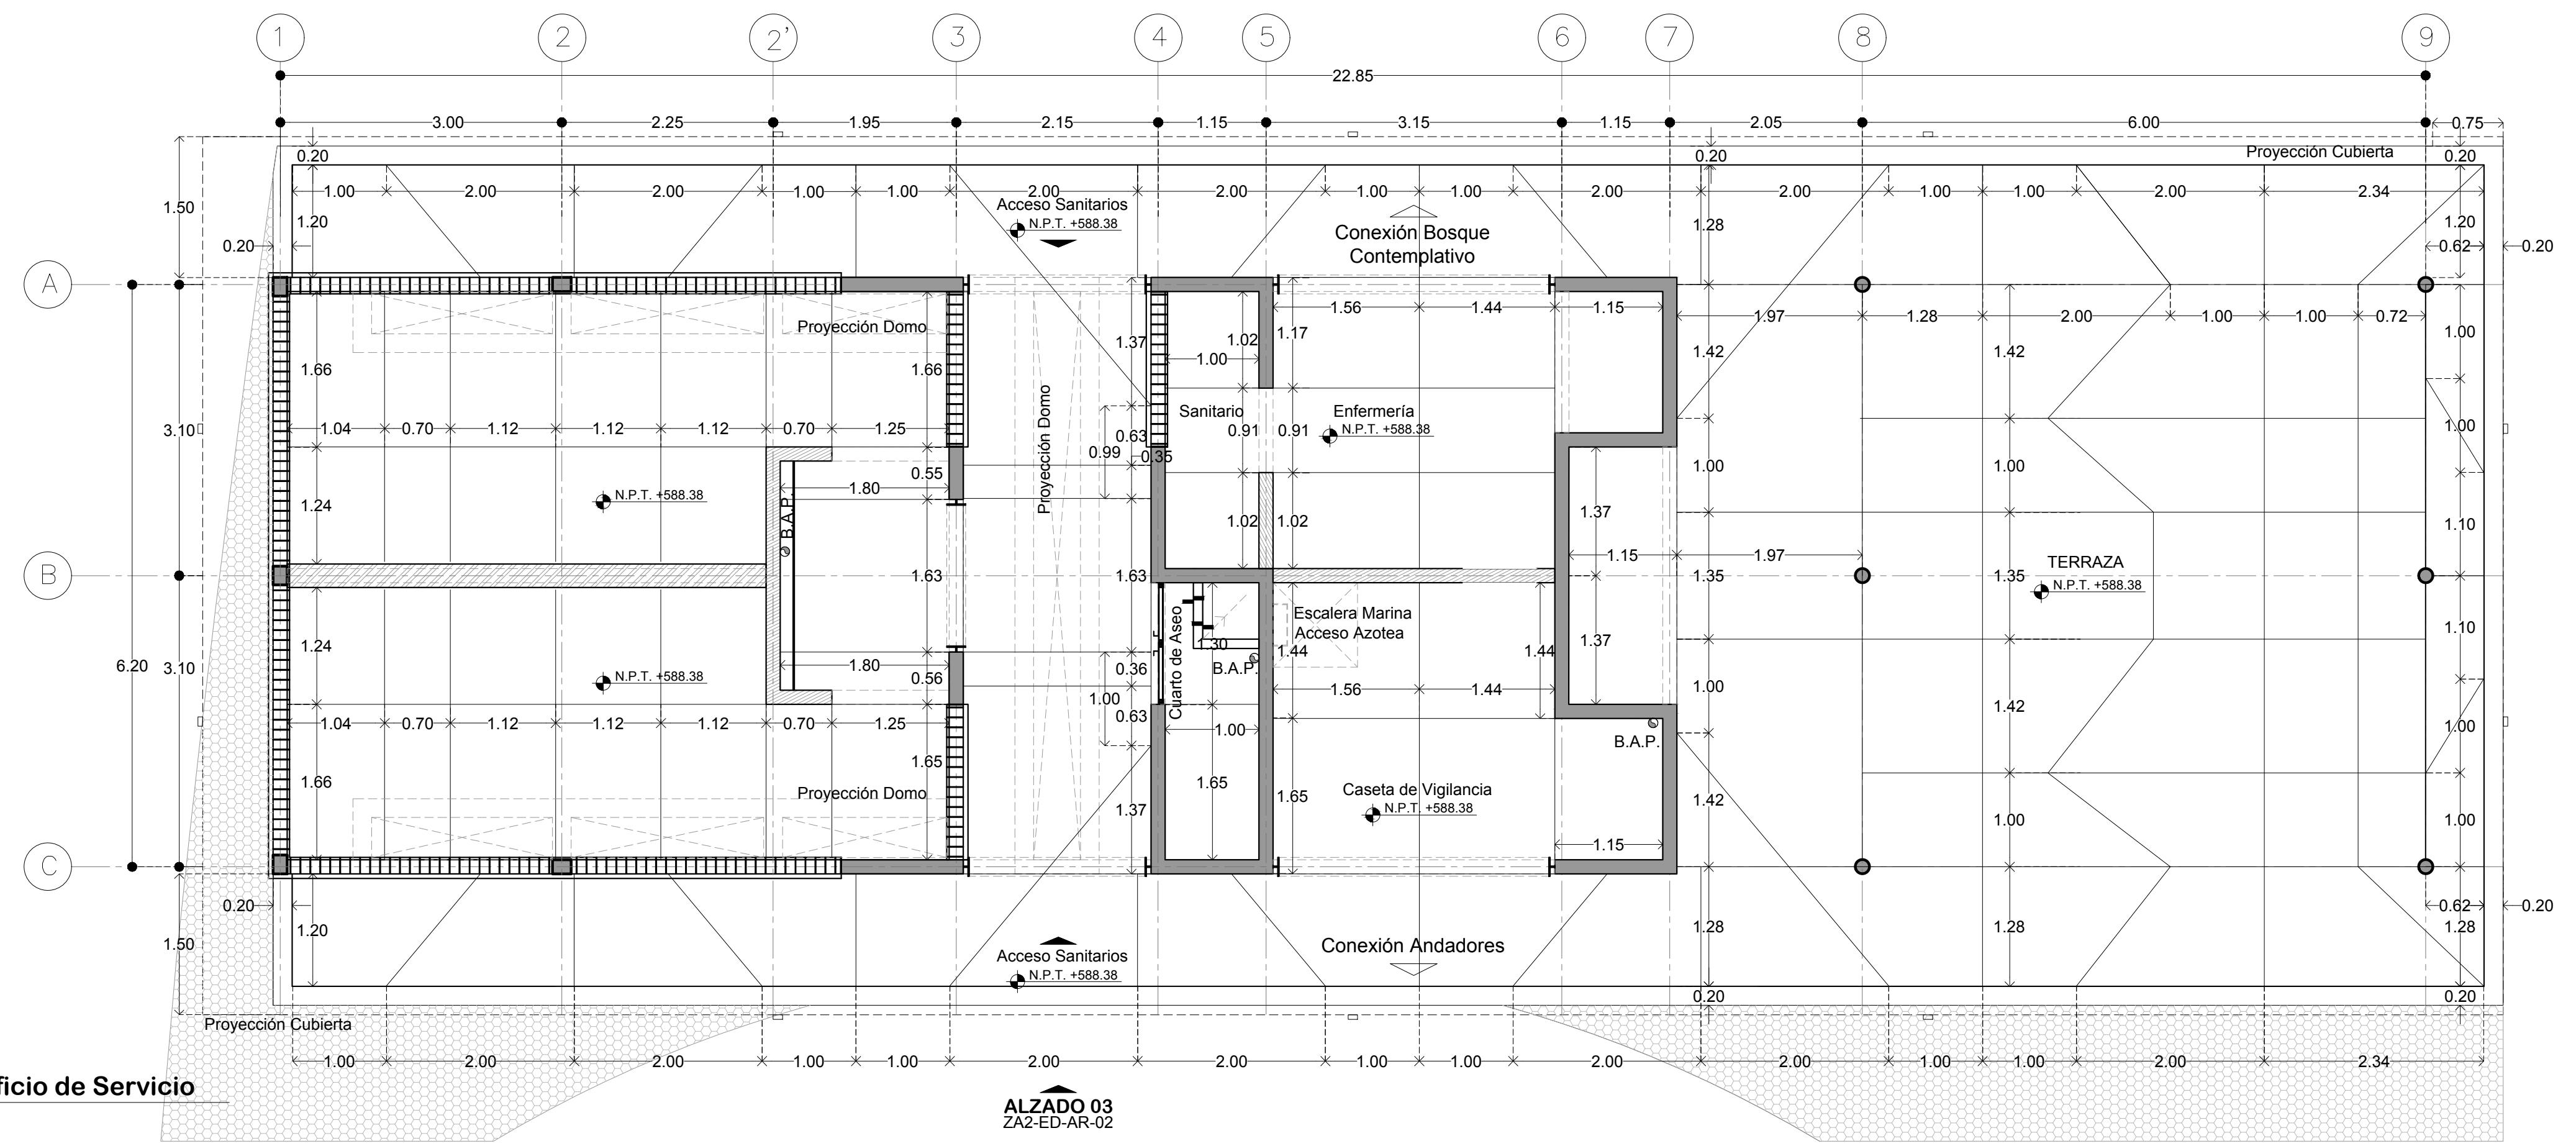 1 2 2' 3 4 5 6 7 8 9
22.85
3.00 2.25 1.95 2.15 1.15 3.15 1.15 2.05 6.00 0.75
0.20 0.20 Proyección Cubierta 0.20
1.00 2.00 2.00 1.00 1.00 2.00 2.00 1.00 1.00 2.00 2.00 1.00 1.00 2.00 2.34
1.50 1.20 Acceso Sanitarios 1.28 1.20
N.P.T. +588.38
Conexión Bosque
Contemplativo
0.20 0.62 0.20
A
1.56 1.44 1.15 1.97 1.28 2.00 1.00 1.00 0.72
Proyección Domo 1.37 1.02 1.17 1.00
1.66 1.66 1.00 1.42 1.42
Proyección Domo
Sanitario Enfermería
N.P.T. +588.38
3.10 1.04 0.70 1.12 1.12 1.12 0.70 1.25 0.63 0.91 0.91 1.00
0.99 0.35
0.55 1.00 1.00
1.80
1.24 N.P.T. +588.38 B.A.P. 1.02 1.02 1.37 1.10
1.15 1.97
B 1.63 1.63 1.35 1.35 TERRAZA
N.P.T. +588.38
Escalera Marina
Acceso Azotea
Cuarto de Aseo
6.20 3.10 1.24 1.30 1.44 1.44 1.37 1.10
1.80 0.36 B.A.P.
N.P.T. +588.38 0.56 1.56 1.44 1.00
1.00 1.42
1.04 0.70 1.12 1.12 1.12 0.70 1.25 0.63 1.00 1.00
B.A.P.
1.66 1.65 1.65 1.65
Proyección Domo 1.37 Caseta de Vigilancia 1.42 1.00 1.00
N.P.T. +588.38
1.15
C
0.20 0.62 0.20
1.50 1.20 1.28 1.28 1.28
Conexión Andadores
Acceso Sanitarios
N.P.T. +588.38
0.20 0.20
Proyección Cubierta
1.00 2.00 2.00 1.00 1.00 2.00 2.00 1.00 1.00 2.00 2.00 1.00 1.00 2.00 2.34
ficio de Servicio
ALZADO 03
ZA2-ED-AR-02